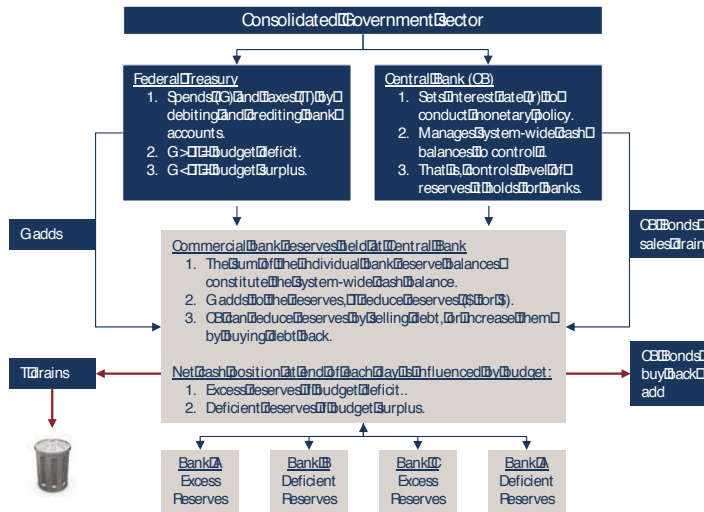 Consolidated Government sector
Federal Treasury
1. Spends (G) and taxes (T) by
debiting and crediting bank
accounts.
2. G > T = budget deficit.
3. G < T = budget surplus.
Central Bank (CB)
1. Sets interest rate (r) to
conduct monetary policy.
2. Manages system-wide cash
balances to control
3. That is, controls level of
reserves it holds for banks.
G adds
CB Bonds
sales drain
Commercial bank reserves held at Central Bank
1. The sum of the individual bank reserve balances
constitute the system-wide cash balance.
2. G adds to the reserves, T reduce reserves ($ for $).
3. CB can reduce reserves by selling debt, or increase them
by buying debt back.
Net cash position at end of each day is influenced by budget:
1. Excess reserves if budget deficit..
2. Deficient reserves if budget surplus.
T drains
CB Bonds
buy back
add
Bank A
Excess
Reserves
Bank B
Deficient
Reserves
Bank C
Excess
Reserves
Bank A
Deficient
Reserves